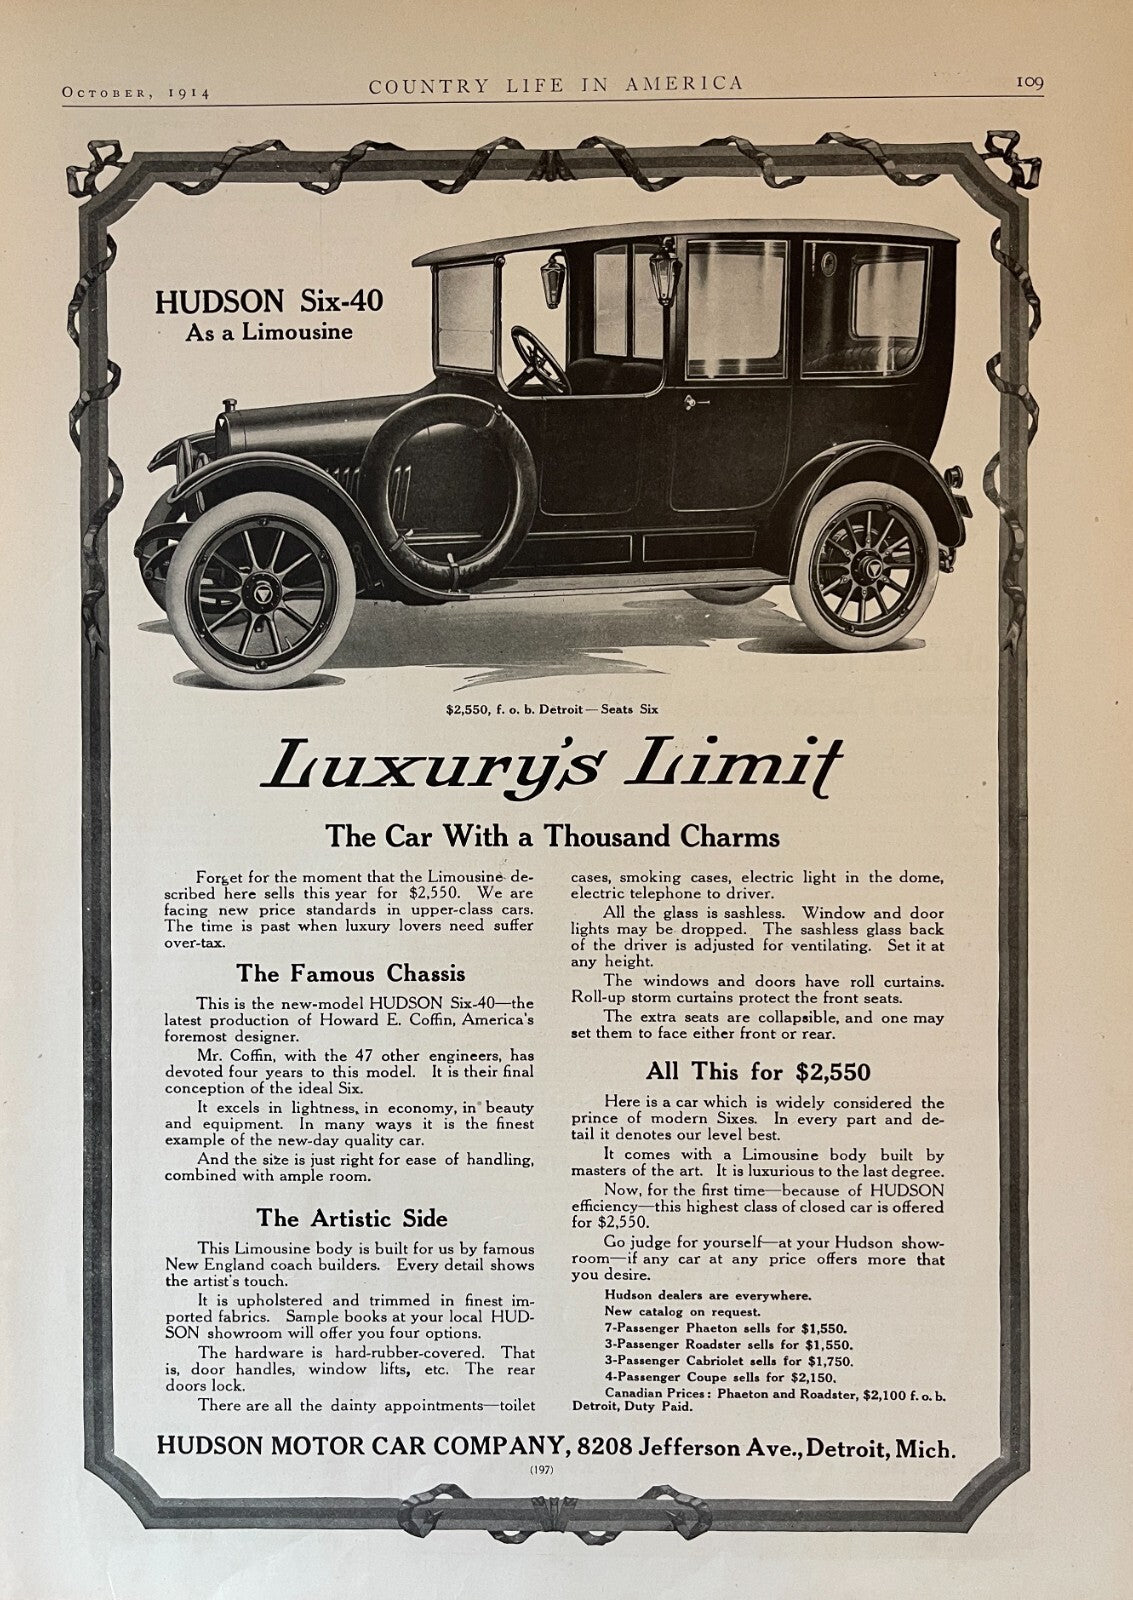 October, 1914
COUNTRY LIFE IN AMERICA
109
HUDSON Six-40
As a Limousine
$2,550, f. o. b. Detroit—Seats Six
Luxury's Limit
The Car With a Thousand Charms
Forget for the moment that the Limousine de-
scribed here sells this year for $2,550. We are
facing new price standards in upper-class cars.
The time is past when luxury lovers need suffer
over-tax.
The Famous Chassis
This is the new-model HUDSON Six-40—the
latest production of Howard E. Coffin, America's
foremost designer.
Mr. Coffin, with the 47 other engineers, has
devoted four years to this model. It is their final
conception of the ideal Six.
It excels in lightness, in economy, in beauty
and equipment. In many ways it is the finest
example of the new-day quality car.
And the size is just right for ease of handling,
combined with ample room.
The Artistic Side
This Limousine body is built for us by famous
New England coach builders. Every detail shows
the artist's touch.
It is upholstered and trimmed in finest im-
ported fabrics. Sample books at your local HUD-
SON showroom will offer you four options.
The hardware is hard-rubber-covered. That
is, door handles, window lifts, etc. The rear
doors lock.
There are all the dainty appointments—toilet
cases, smoking cases, electric light in the dome,
electric telephone to driver.
All the glass is sashless. Window and door
lights may be dropped. The sashless glass back
of the driver is adjusted for ventilating. Set it at
any height.
The windows and doors have roll curtains.
Roll-up storm curtains protect the front seats.
The extra seats are collapsible, and one may
set them to face either front or rear.
All This for $2,550
Here is a car which is widely considered the
prince of modern Sixes. In every part and de-
tail it denotes our level best.
It comes with a Limousine body built by
masters of the art. It is luxurious to the last degree.
Now, for the first time—because of HUDSON
efficiency—this highest class of closed car is offered
for $2,550.
Go judge for yourself—at your Hudson show-
room—if any car at any price offers more that
you desire.
Hudson dealers are everywhere.
New catalog on request.
7-Passenger Phaeton sells for $1,550.
3-Passenger Roadster sells for $1,550.
3-Passenger Cabriolet sells for $1,750.
4-Passenger Coupe sells for $2,150.
Canadian Prices: Phaeton and Roadster, $2,100 f. o. b.
Detroit, Duty Paid.
HUDSON MOTOR CAR COMPANY, 8208 Jefferson Ave., Detroit, Mich.
(197)